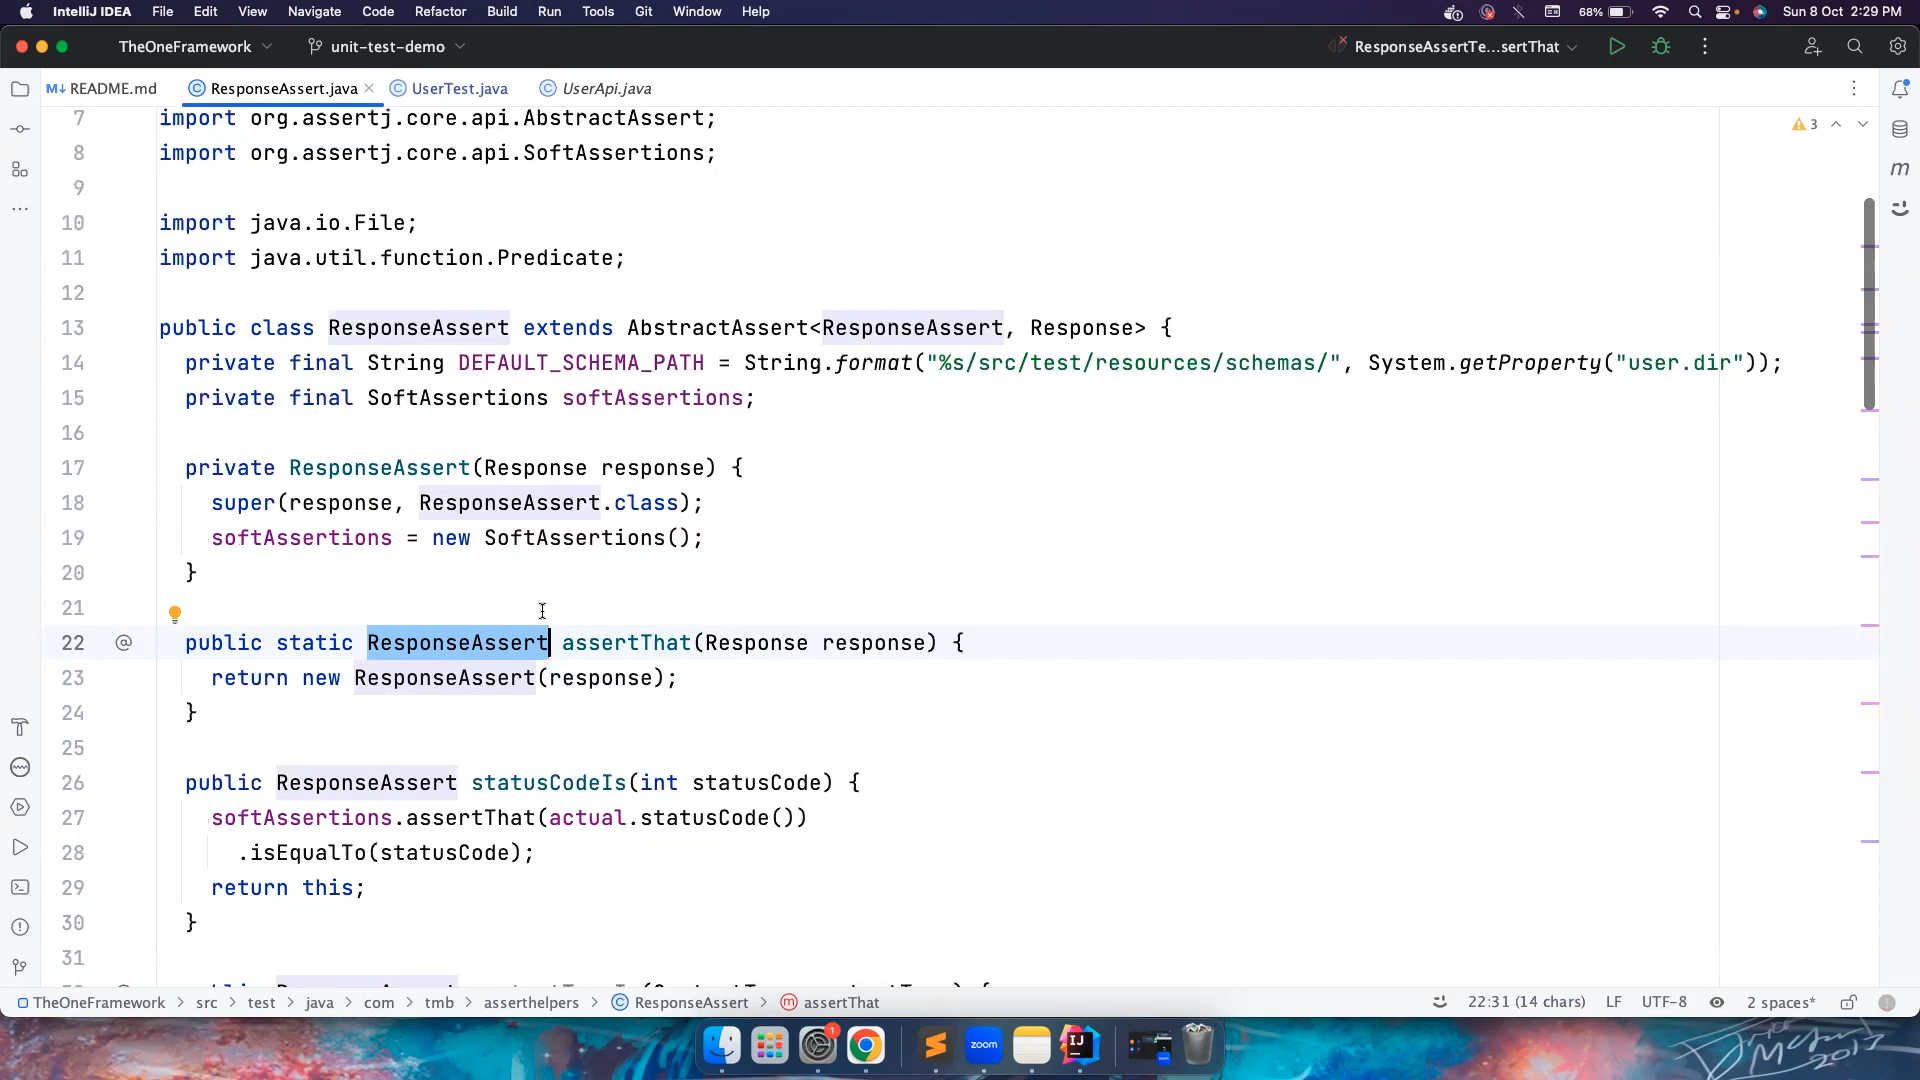 IntelliJ IDEA File Edit View Navigate Code Refactor Build Run Tools Git Window Help 68% Sun 8 Oct 2:29 PM
TheOneFramework unit-test-demo ResponseAssertTe...sertThat
M↓ README.md ResponseAssert.java UserTest.java UserApi.java
7 import org.assertj.core.api.AbstractAssert;
3
8 import org.assertj.core.api.SoftAssertions;
9
10 import java.io.File;
11 import java.util.function.Predicate;
12
13 public class ResponseAssert extends AbstractAssert<ResponseAssert, Response> {
14 private final String DEFAULT_SCHEMA_PATH = String.format("%s/src/test/resources/schemas/", System.getProperty("user.dir"));
15 private final SoftAssertions softAssertions;
16
17 private ResponseAssert(Response response) {
18 super(response, ResponseAssert.class);
19 softAssertions = new SoftAssertions();
20 }
21
22 @ public static ResponseAssert assertThat(Response response) {
23 return new ResponseAssert(response);
24 }
25
26 public ResponseAssert statusCodeIs(int statusCode) {
27 softAssertions.assertThat(actual.statusCode())
28 .isEqualTo(statusCode);
29 return this;
30 }
31
TheOneFramework > src > test > java > com > tmb > asserthelpers > ResponseAssert > assertThat 22:31 (14 chars) LF UTF-8 2 spaces*
1
zoom
IJ
2017